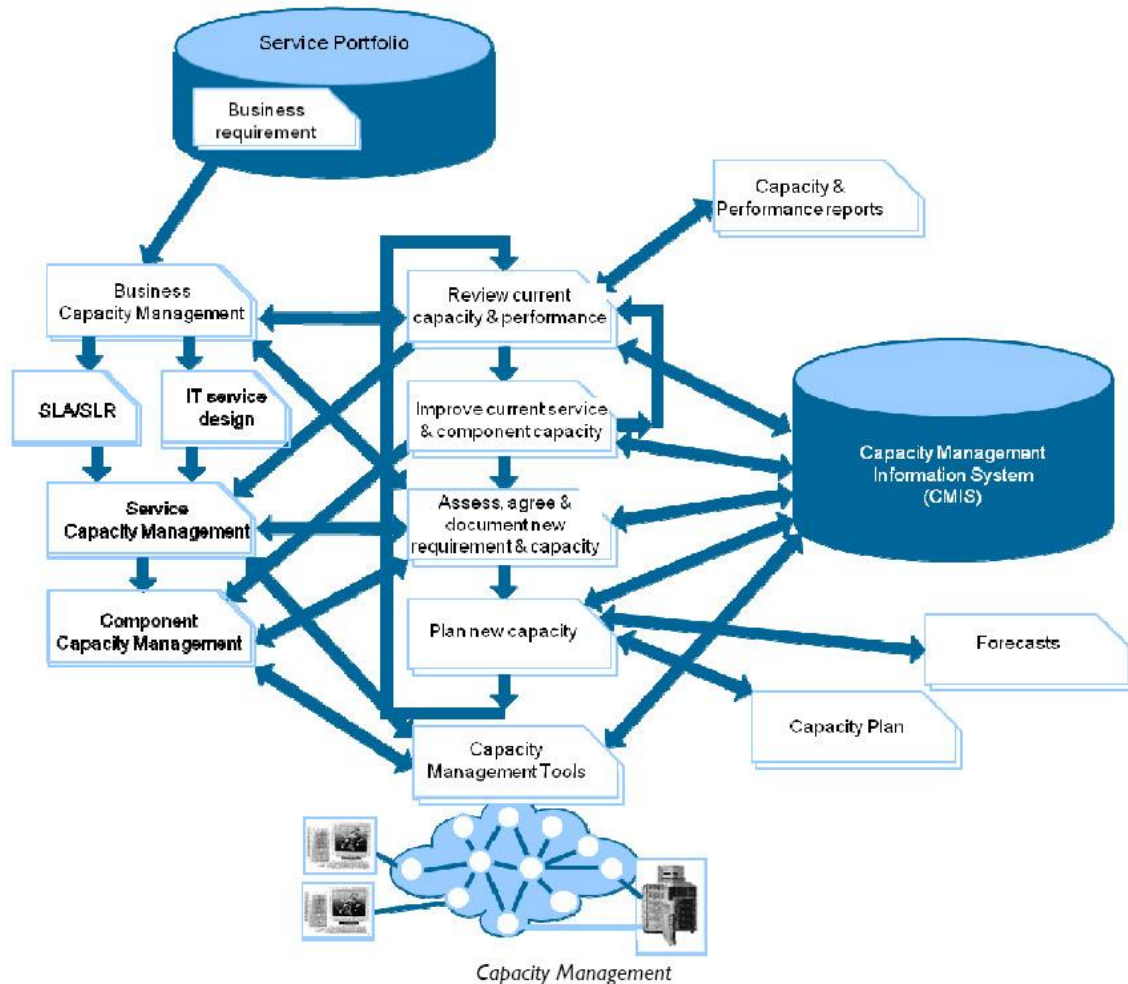 Service Portfolio
Business
requirement
Capacity &
Performance reports
Business
Capacity Management
Review current
capacity & performance
SLA/SLR
IT service
design
Improve current service
& component capacity
Capacity Management
Information System
(CMIS)
Service
Capacity Management
Assess, agree &
document new
requirement & capacity
Component
Capacity Management
Plan new capacity
Forecasts
Capacity Plan
Capacity
Management Tools
Capacity Management